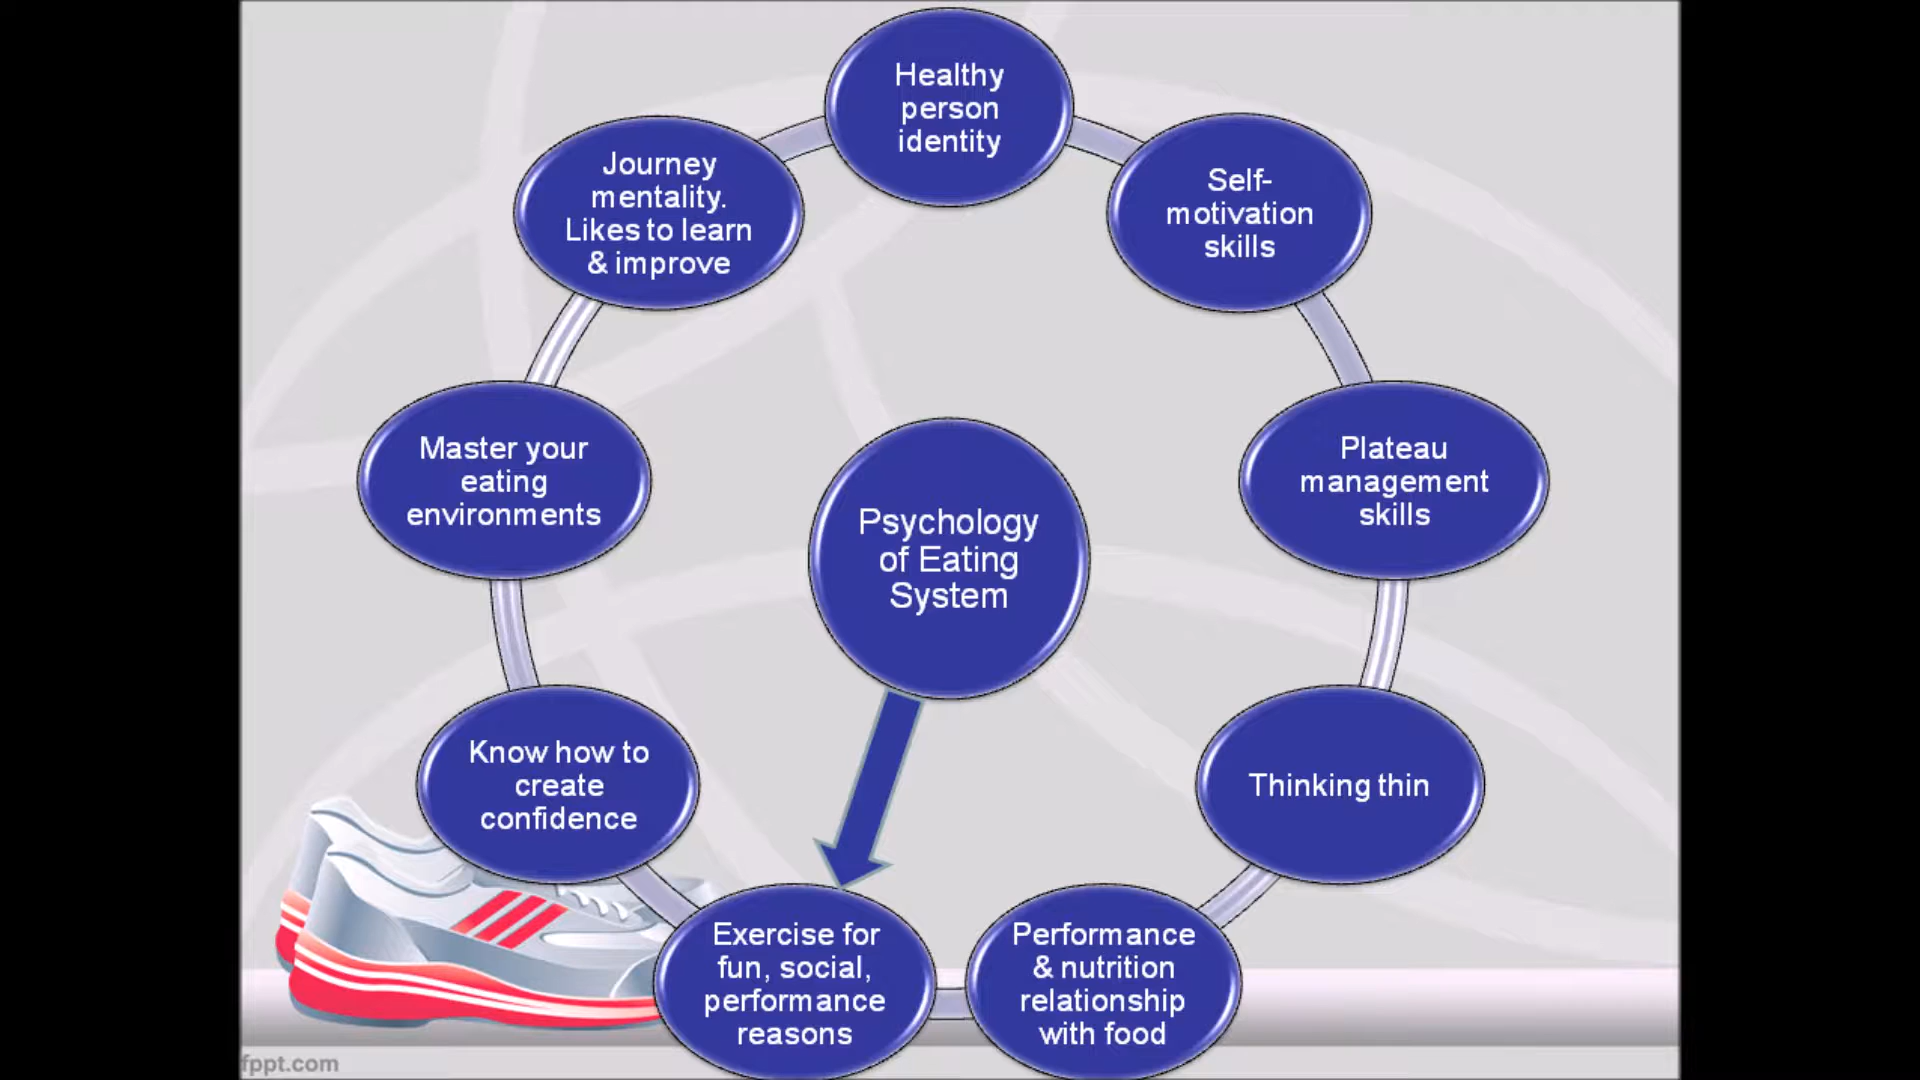 Healthy
person
identity
Self-
motivation
skills
Plateau
management
skills
Thinking thin
Performance
& nutrition
relationship
with food
Exercise for
fun, social,
performance
reasons
Know how to
create
confidence
Master your
eating
environments
Journey
mentality.
Likes to learn
& improve
Psychology
of Eating
System
fppt.com